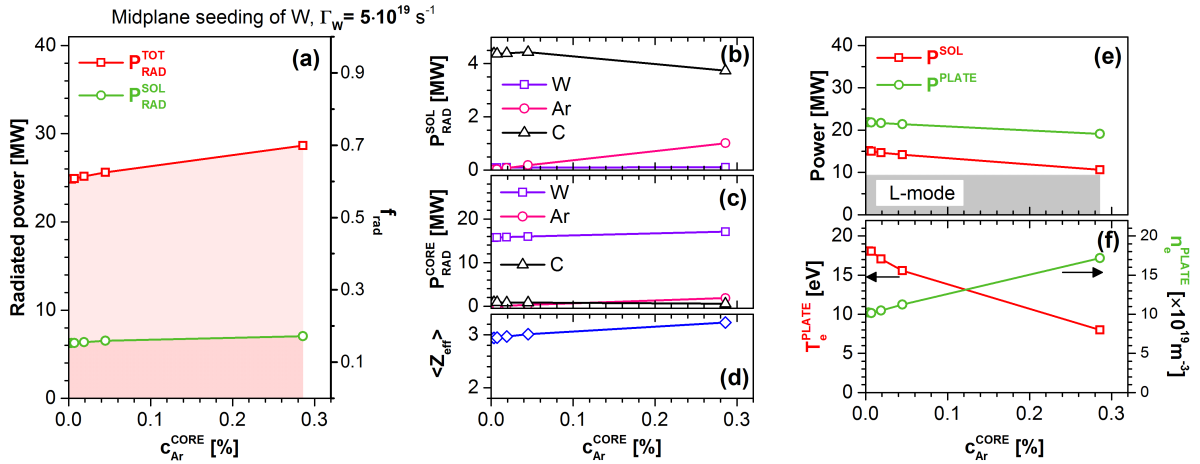 Midplane seeding of W, Γ_W = 5·10^19 s^-1
(a)
P_RAD^TOT
P_RAD^SOL
Radiated power [MW]
40
30
20
10
0
0.9
0.7
0.5
0.3
0.1
f_rad
0.0 0.1 0.2 0.3
c_Ar^CORE [%]
(b)
P_RAD^SOL [MW]
4
2
0
W
Ar
C
(c)
P_RAD^CORE [MW]
20
10
0
W
Ar
C
(d)
<Z_eff>
3
2
0.0 0.1 0.2 0.3
c_Ar^CORE [%]
(e)
P^SOL
P^PLATE
Power [MW]
40
30
20
10
0
L-mode
(f)
T_e^PLATE [eV]
20
15
10
5
0
20
15
10
5
0
n_e^PLATE [×10^19 m^-3]
0.0 0.1 0.2 0.3
c_Ar^CORE [%]